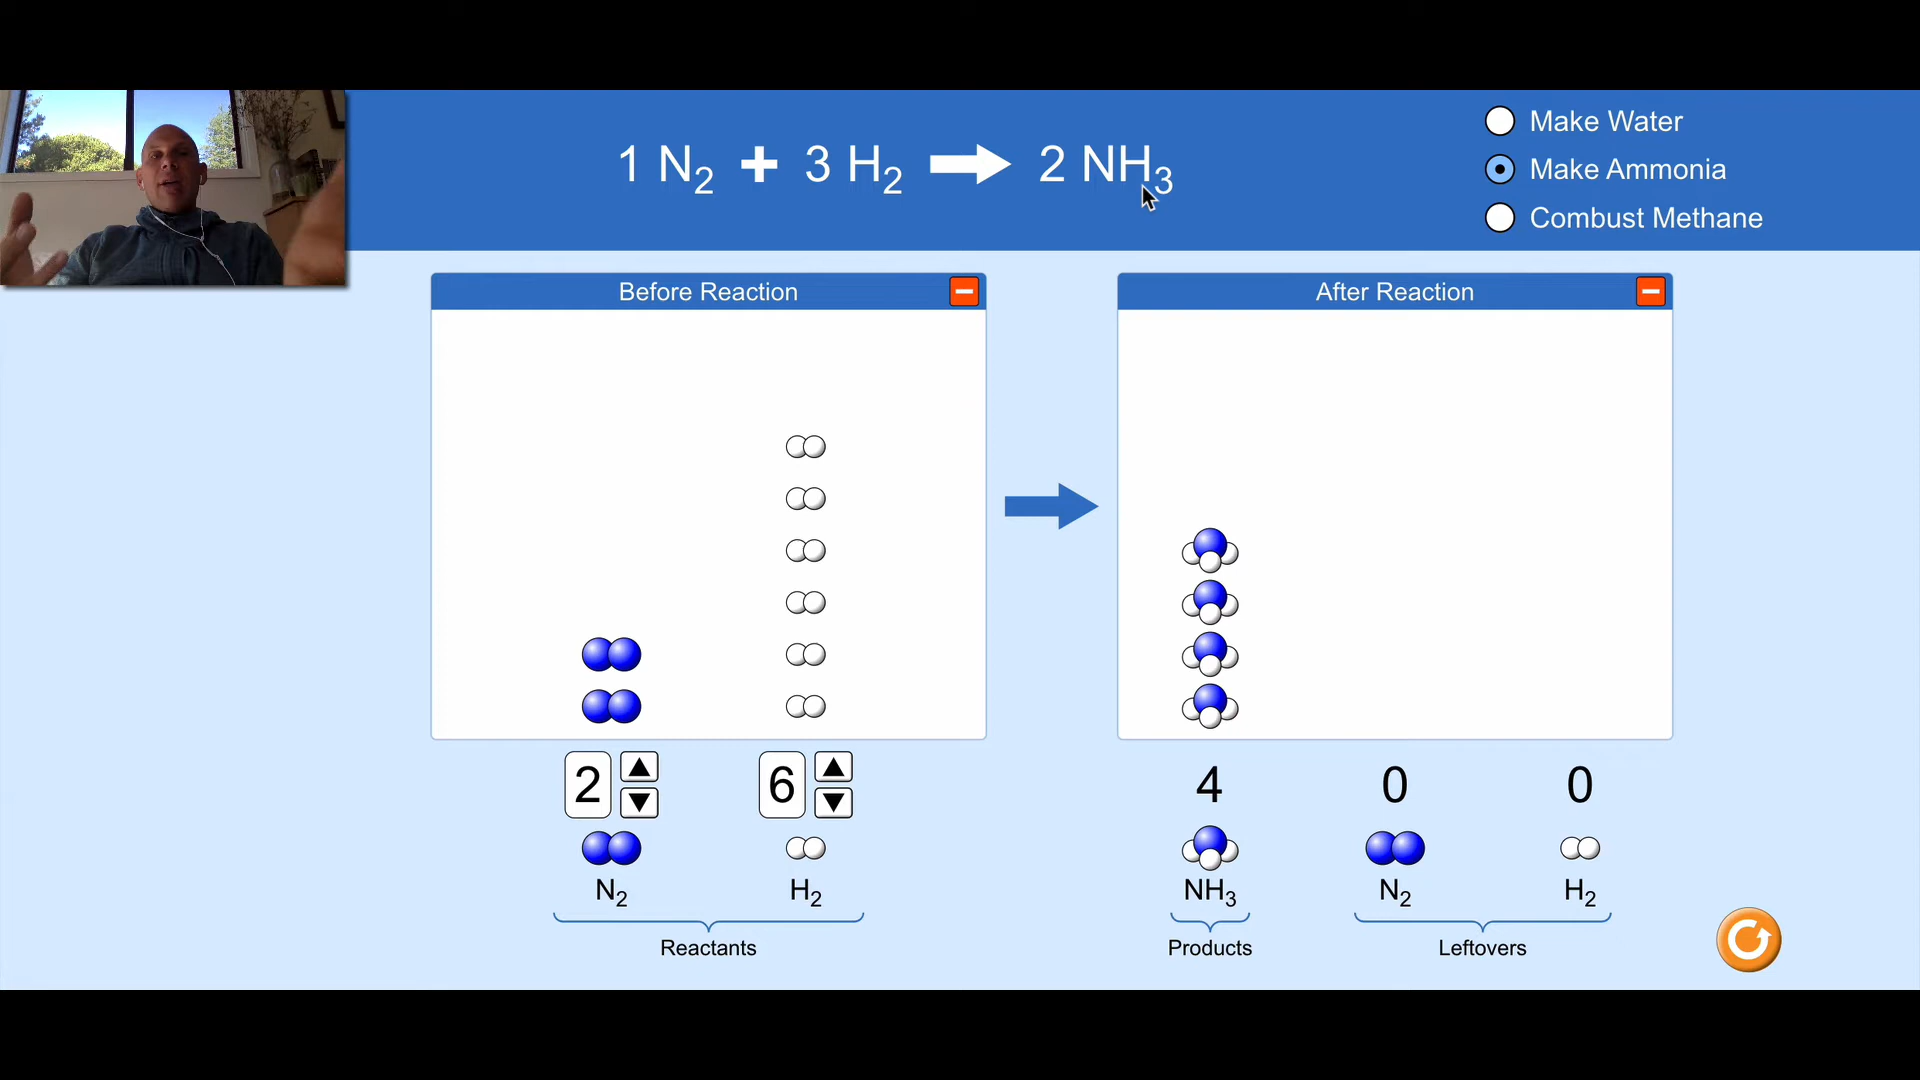 1 N₂ + 3 H₂ → 2 NH₃
Make Water
Make Ammonia
Combust Methane
Before Reaction
After Reaction
2
6
4
0
0
N₂
H₂
NH₃
N₂
H₂
Reactants
Products
Leftovers